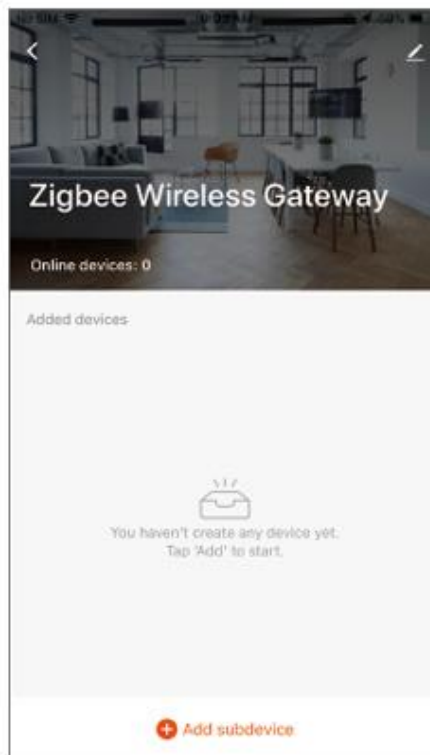 Zigbee Wireless Gateway
Online devices: 0
Added devices
You haven't create any device yet.
Tap 'Add' to start.
Add subdevice